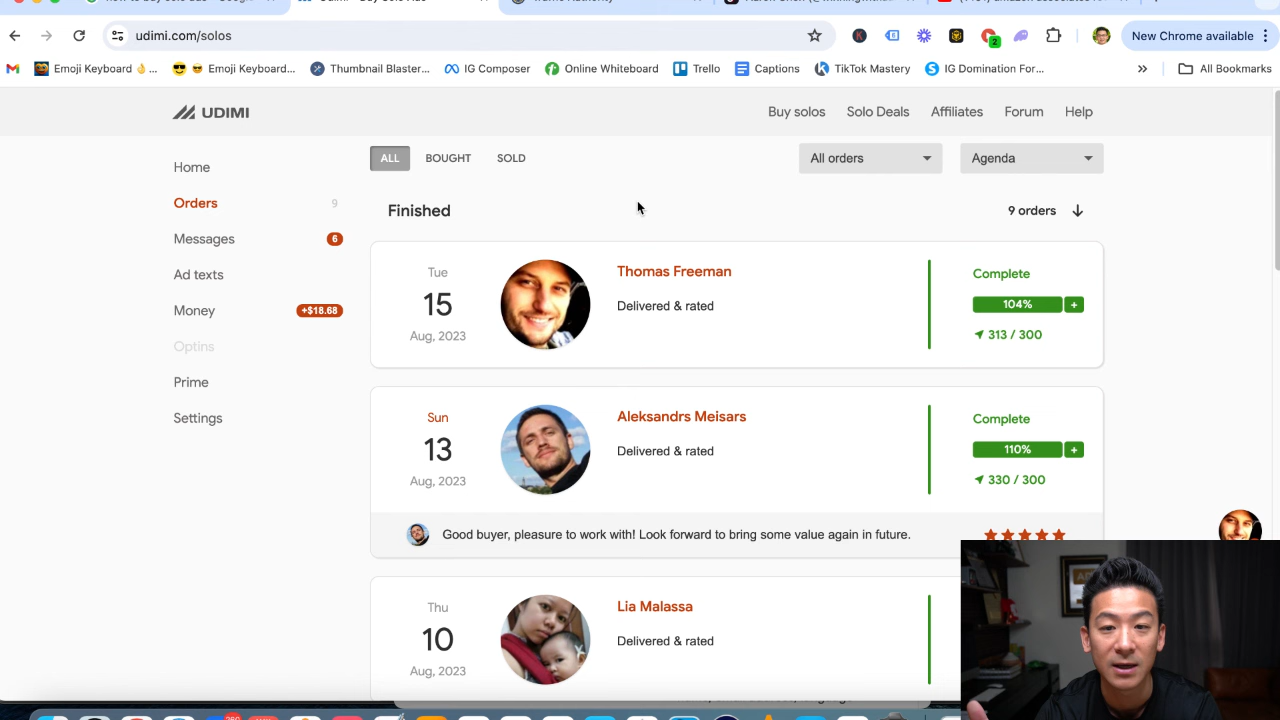 udimi.com/solos
New Chrome available
Emoji Keyboard 👌...
😎 Emoji Keyboard...
Thumbnail Blaster...
IG Composer
Online Whiteboard
Trello
Captions
TikTok Mastery
IG Domination For...
»
All Bookmarks
UDIMI
Buy solos
Solo Deals
Affiliates
Forum
Help
Home
Orders 9
Messages 6
Ad texts
Money +$18.68
Optins
Prime
Settings
ALL BOUGHT SOLD
All orders
Agenda
Finished
9 orders
Tue
15
Aug, 2023
Thomas Freeman
Delivered & rated
Complete
104% +
313 / 300
Sun
13
Aug, 2023
Aleksandrs Meisars
Delivered & rated
Complete
110% +
330 / 300
Good buyer, pleasure to work with! Look forward to bring some value again in future.
Thu
10
Aug, 2023
Lia Malassa
Delivered & rated